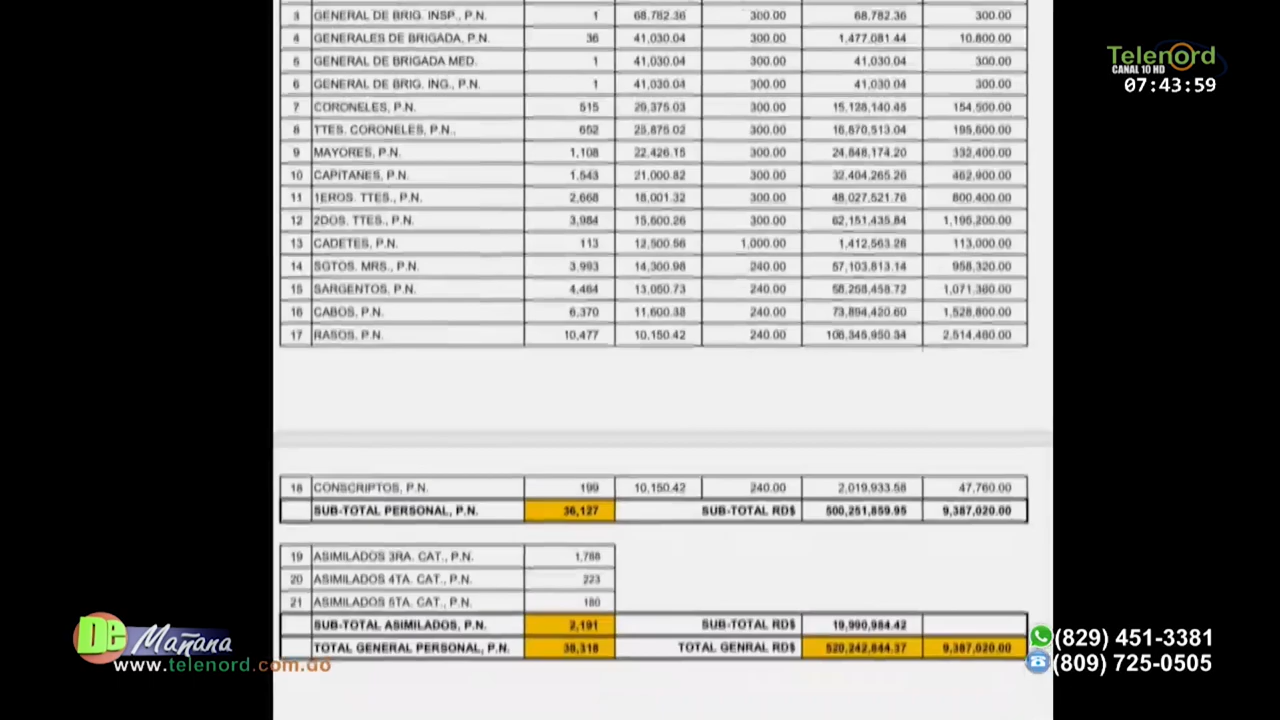 3 GENERAL DE BRIG. INSP., P.N. 1 68,782.36 300.00 68,782.36 300.00
4 GENERALES DE BRIGADA, P.N. 36 41,030.04 300.00 1,477,081.44 10,800.00
5 GENERAL DE BRIGADA MED. 1 41,030.04 300.00 41,030.04 300.00
6 GENERAL DE BRIG. ING., P.N. 1 41,030.04 300.00 41,030.04 300.00
7 CORONELES, P.N. 515 29,375.03 300.00 15,128,140.45 154,500.00
8 TTES. CORONELES, P.N., 652 300.00 195,600.00
9 MAYORES, P.N. 1,108 22,426.15 300.00 24,848,174.20 332,400.00
10 CAPITANES, P.N. 1,543 21,000.82 300.00 32,404,265.26 462,900.00
11 1EROS. TTES., P.N. 2,668 18,001.32 300.00 48,027,521.76 800,400.00
12 2DOS. TTES., P.N. 3,984 15,600.26 300.00 62,151,435.84 1,195,200.00
13 CADETES, P.N. 113 12,500.56 1,000.00 1,412,563.28 113,000.00
14 SGTOS. MRS., P.N. 3,993 14,300.98 240.00 57,103,813.14 958,320.00
15 SARGENTOS, P.N. 4,464 13,050.73 240.00 58,258,458.72 1,071,360.00
16 CABOS, P.N. 6,370 11,600.38 240.00 73,894,420.60 1,528,800.00
17 RASOS, P.N. 10,477 10,150.42 240.00 106,345,950.34 2,514,480.00
18 CONSCRIPTOS, P.N. 199 10,150.42 240.00 2,019,933.58 47,760.00
SUB-TOTAL PERSONAL, P.N. 36,127 SUB-TOTAL RD$ 500,251,859.95 9,387,020.00
19 ASIMILADOS 3RA. CAT., P.N. 1,788
20 ASIMILADOS 4TA. CAT., P.N. 223
21 ASIMILADOS 5TA. CAT., P.N. 180
SUB-TOTAL ASIMILADOS, P.N. 2,191 SUB-TOTAL RD$ 19,990,984.42
TOTAL GENERAL PERSONAL, P.N. 38,318 TOTAL GENRAL RD$ 520,242,844.37 9,387,020.00
Telenord
CANAL 10 HD
07:43:59
De Mañana
www.telenord.com.do
(829) 451-3381
(809) 725-0505